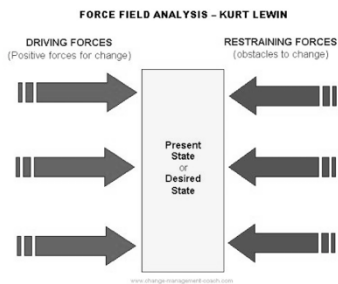 FORCE FIELD ANALYSIS – KURT LEWIN
DRIVING FORCES
(Positive forces for change)
RESTRAINING FORCES
(obstacles to change)
Present
State
or
Desired
State
www.change-management-coach.com